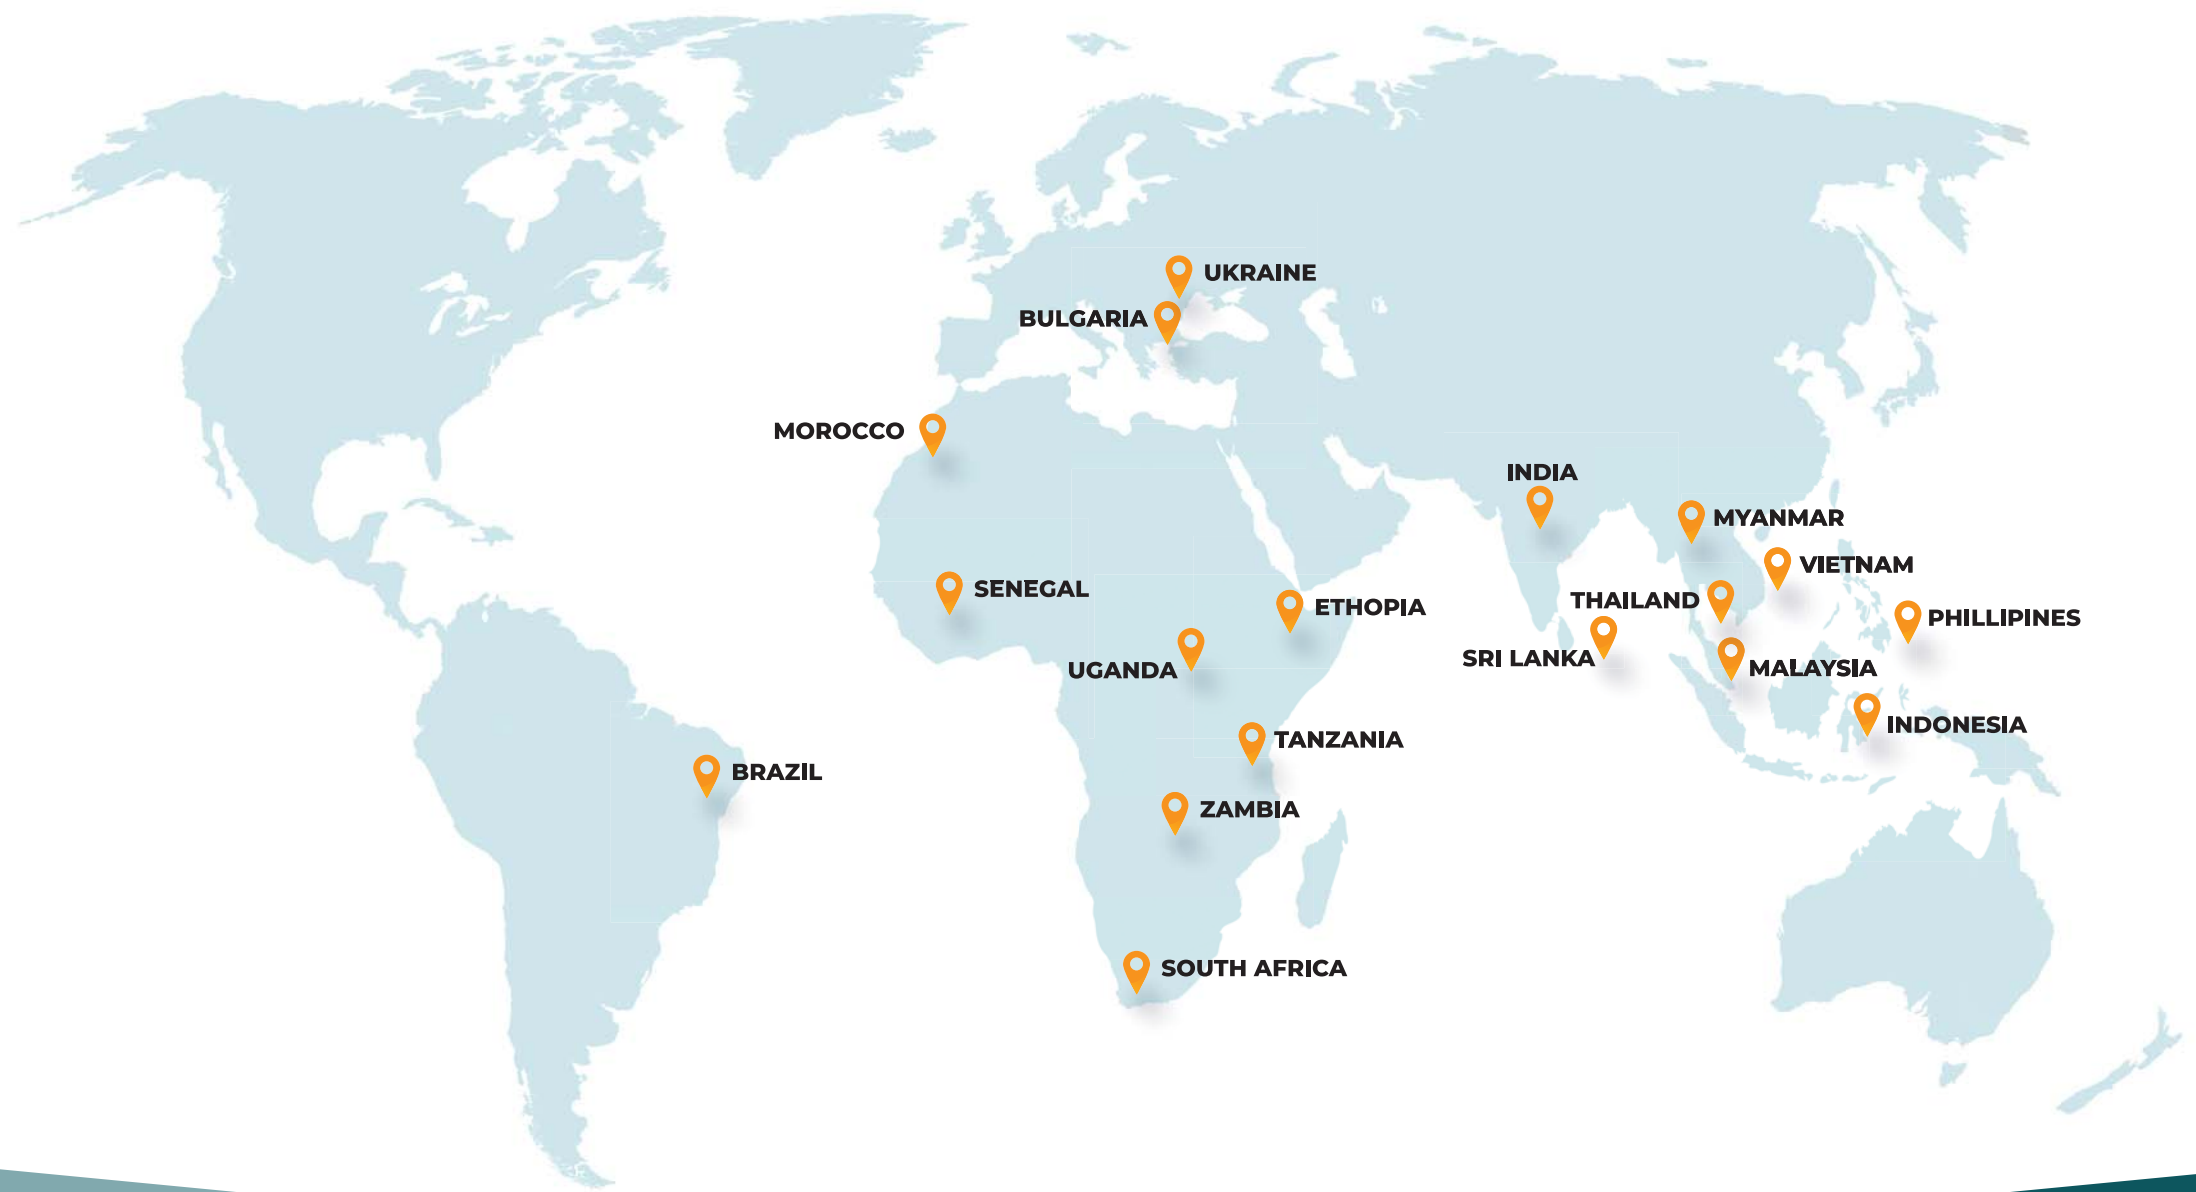 UKRAINE
BULGARIA
MOROCCO
INDIA
MYANMAR
VIETNAM
SENEGAL
THAILAND
ETHOPIA
PHILLIPINES
SRI LANKA
MALAYSIA
UGANDA
INDONESIA
TANZANIA
BRAZIL
ZAMBIA
SOUTH AFRICA